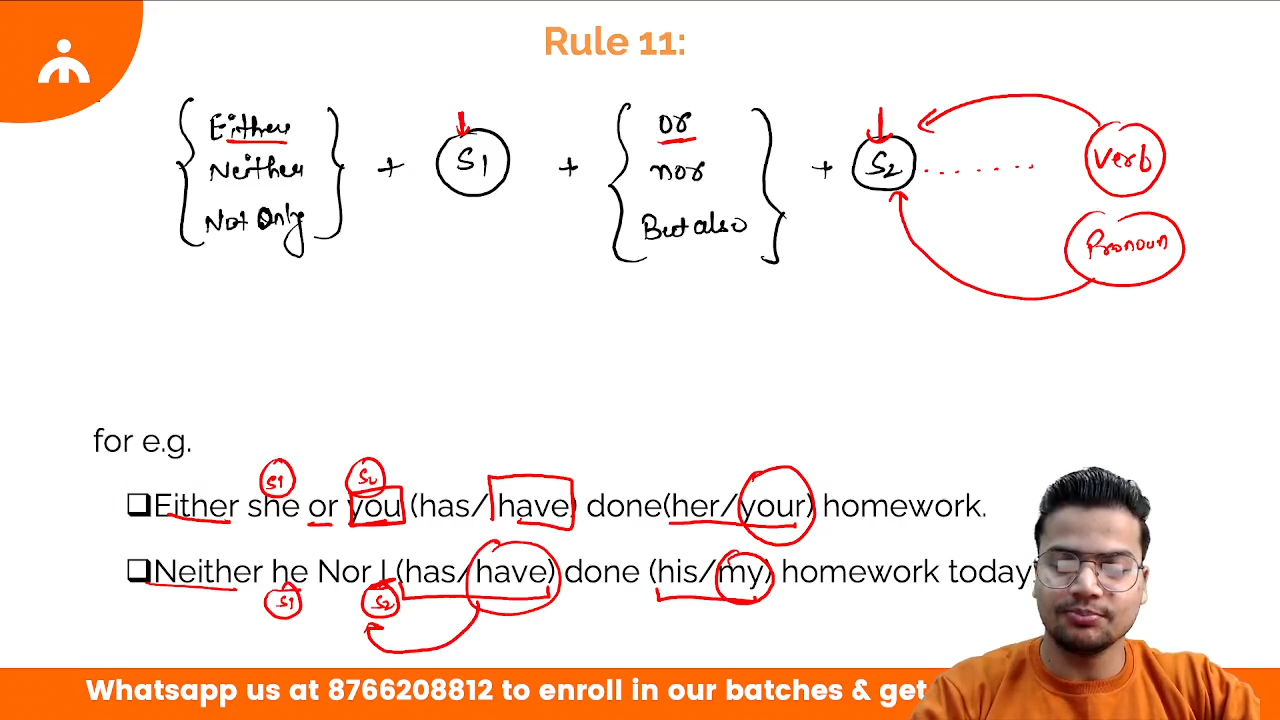 Rule 11:
Either
Neither
Not Only
+ S1 +
or
nor
But also
+ S2 ........
Verb
Pronoun
for e.g.
S1 S2
❑Either she or you (has/ have) done(her/your) homework.
❑Neither he Nor I (has/have) done (his/my) homework today
S1 S2
Whatsapp us at 8766208812 to enroll in our batches & get